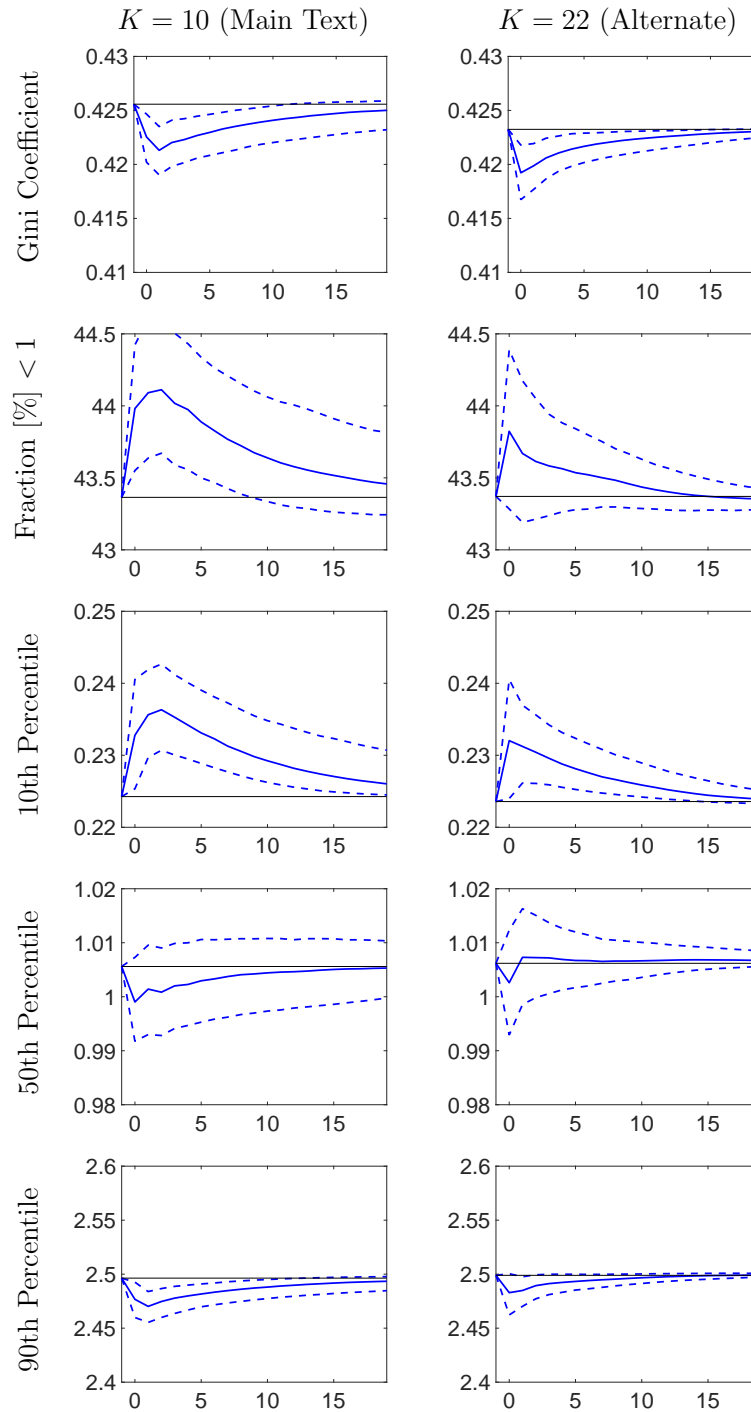 K = 10 (Main Text)
K = 22 (Alternate)
Gini Coefficient
0.43
0.425
0.42
0.415
0.41
0 5 10 15
0.43
0.425
0.42
0.415
0.41
0 5 10 15
Fraction [%] < 1
44.5
44
43.5
43
0 5 10 15
44.5
44
43.5
43
0 5 10 15
10th Percentile
0.25
0.24
0.23
0.22
0 5 10 15
0.25
0.24
0.23
0.22
0 5 10 15
50th Percentile
1.02
1.01
1
0.99
0.98
0 5 10 15
1.02
1.01
1
0.99
0.98
0 5 10 15
90th Percentile
2.6
2.55
2.5
2.45
2.4
0 5 10 15
2.6
2.55
2.5
2.45
2.4
0 5 10 15